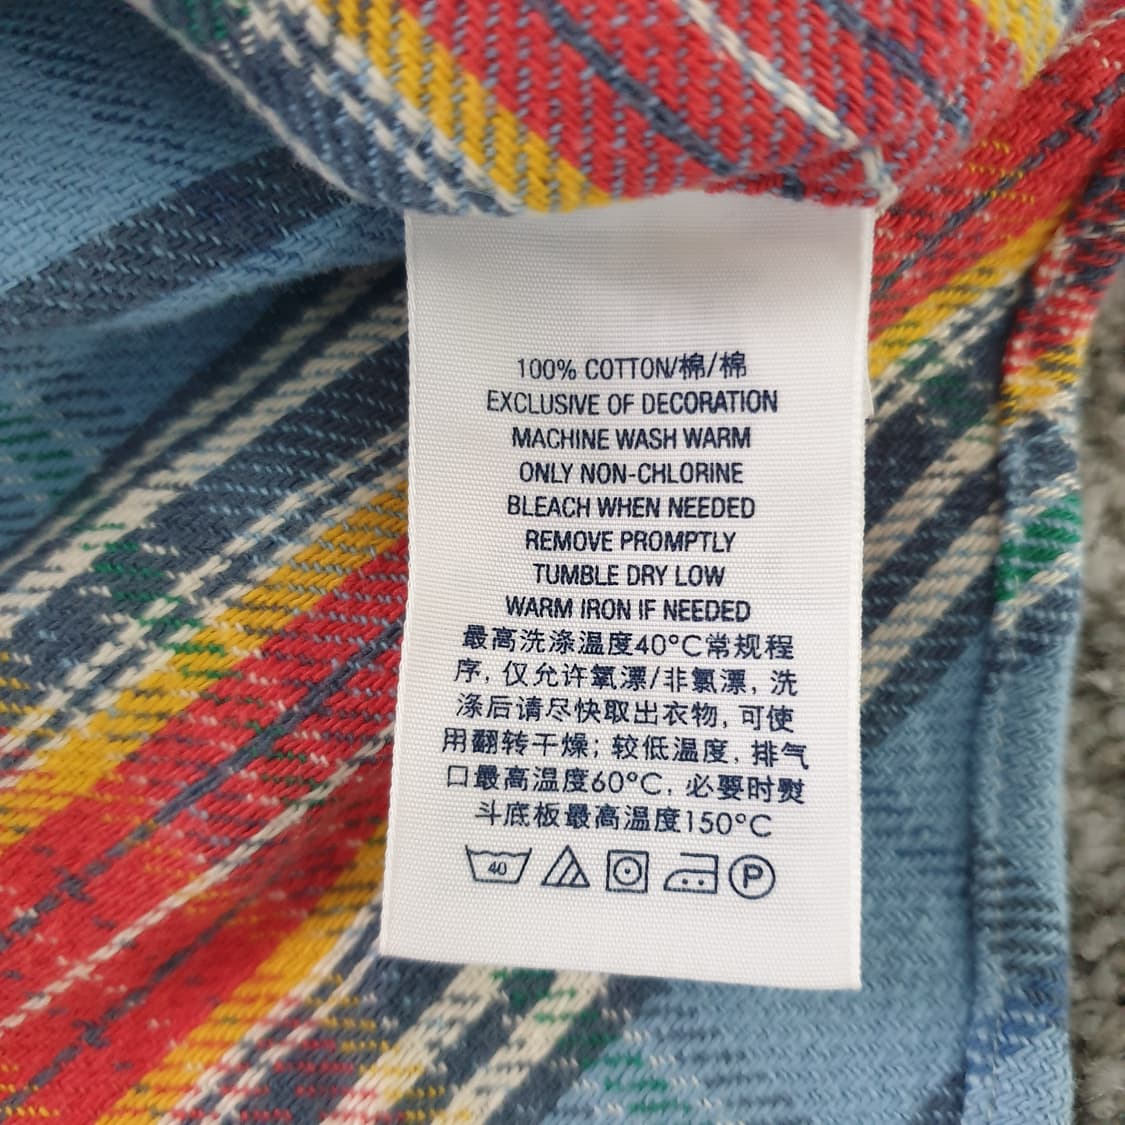 100% COTTON/棉/棉
EXCLUSIVE OF DECORATION
MACHINE WASH WARM
ONLY NON-CHLORINE
BLEACH WHEN NEEDED
REMOVE PROMPTLY
TUMBLE DRY LOW
WARM IRON IF NEEDED
最高洗涤温度40°C常规程
序, 仅允许氧漂/非氯漂, 洗
涤后请尽快取出衣物, 可使
用翻转干燥; 较低温度, 排气
口最高温度60°C, 必要时熨
斗底板最高温度150°C
40 P